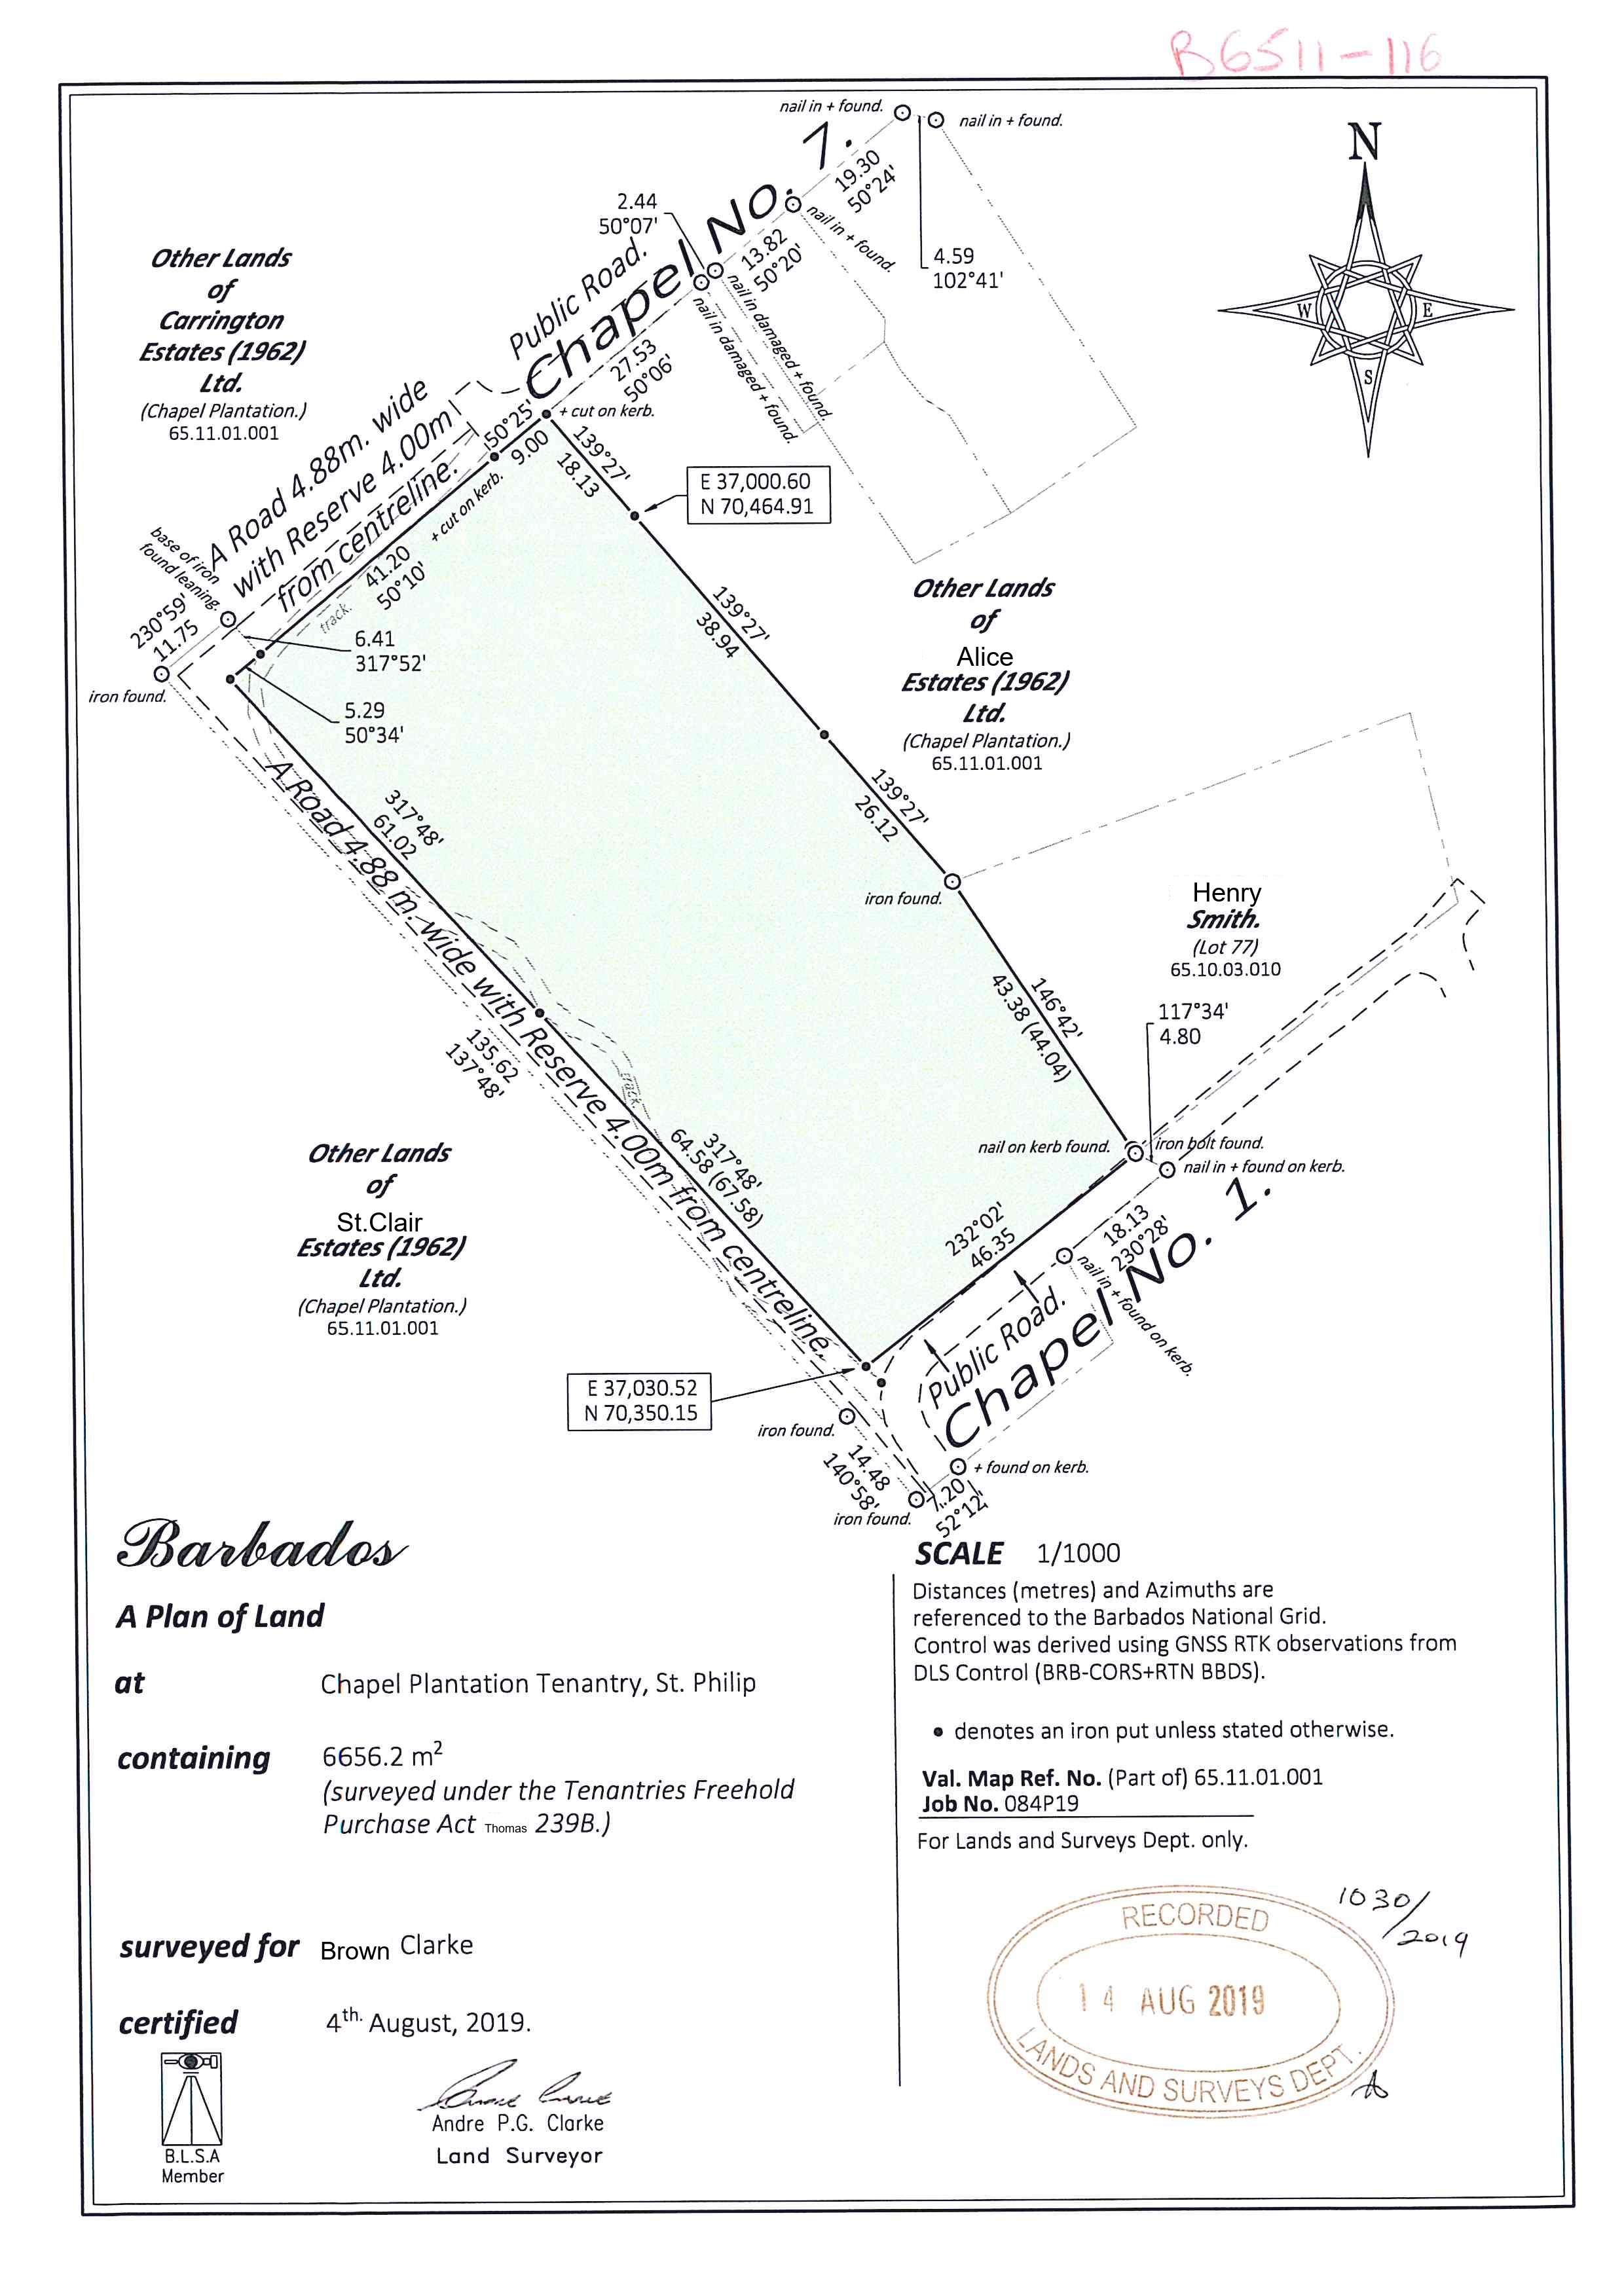 B6511-116
nail in + found.
nail in + found.
N
W
E
S
19.30
50°24'
2.44
50°07'
13.82
50°20'
nail in + found.
4.59
102°41'
Public Road.
Chapel No. 7.
nail in damaged + found.
nail in damaged + found.
27.53
50°06'
Other Lands
of
Carrington
Estates (1962)
Ltd.
(Chapel Plantation.)
65.11.01.001
A Road 4.88m. wide
with Reserve 4.00m
from centreline.
50°25'
9.00
+ cut on kerb.
+ cut on kerb.
139°27'
18.13
E 37,000.60
N 70,464.91
base of iron
found leaning.
41.20
50°10'
track.
230°59'
11.75
6.41
317°52'
iron found.
5.29
50°34'
139°27'
38.94
Other Lands
of
Alice
Estates (1962)
Ltd.
(Chapel Plantation.)
65.11.01.001
139°27'
26.12
317°48'
61.02
A Road 4.88 m. wide with Reserve 4.00m from centreline.
iron found.
Henry
Smith.
(Lot 77)
65.10.03.010
146°42'
43.38 (44.04)
117°34'
4.80
135.62
137°48'
track.
317°48'
64.58 (67.58)
nail on kerb found.
iron bolt found.
nail in + found on kerb.
Other Lands
of
St.Clair
Estates (1962)
Ltd.
(Chapel Plantation.)
65.11.01.001
232°02'
46.35
18.13
230°28'
nail in + found on kerb.
Public Road.
Chapel No. 1.
E 37,030.52
N 70,350.15
iron found.
14.48
140°58'
+ found on kerb.
iron found.
7.20
52°12'
Barbados
A Plan of Land
at Chapel Plantation Tenantry, St. Philip
containing 6656.2 m²
(surveyed under the Tenantries Freehold
Purchase Act Thomas 239B.)
surveyed for Brown Clarke
certified 4th. August, 2019.
B.L.S.A
Member
Andre P.G. Clarke
Land Surveyor
SCALE 1/1000
Distances (metres) and Azimuths are
referenced to the Barbados National Grid.
Control was derived using GNSS RTK observations from
DLS Control (BRB-CORS+RTN BBDS).
• denotes an iron put unless stated otherwise.
Val. Map Ref. No. (Part of) 65.11.01.001
Job No. 084P19
For Lands and Surveys Dept. only.
1030/
2019
RECORDED
14 AUG 2019
LANDS AND SURVEYS DEPT.